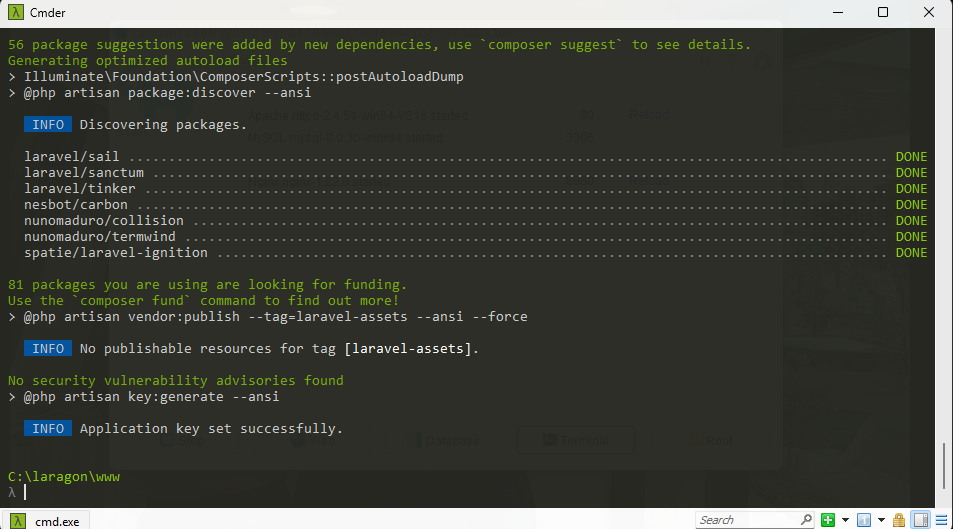 Cmder
56 package suggestions were added by new dependencies, use `composer suggest` to see details.
Generating optimized autoload files
> Illuminate\Foundation\ComposerScripts::postAutoloadDump
> @php artisan package:discover --ansi
INFO Discovering packages.
laravel/sail ............................................................................................... DONE
laravel/sanctum ............................................................................................ DONE
laravel/tinker ............................................................................................. DONE
nesbot/carbon .............................................................................................. DONE
nunomaduro/collision ....................................................................................... DONE
nunomaduro/termwind ........................................................................................ DONE
spatie/laravel-ignition .................................................................................... DONE
81 packages you are using are looking for funding.
Use the `composer fund` command to find out more!
> @php artisan vendor:publish --tag=laravel-assets --ansi --force
INFO No publishable resources for tag [laravel-assets].
No security vulnerability advisories found
> @php artisan key:generate --ansi
INFO Application key set successfully.
C:\laragon\www
λ
cmd.exe
Search